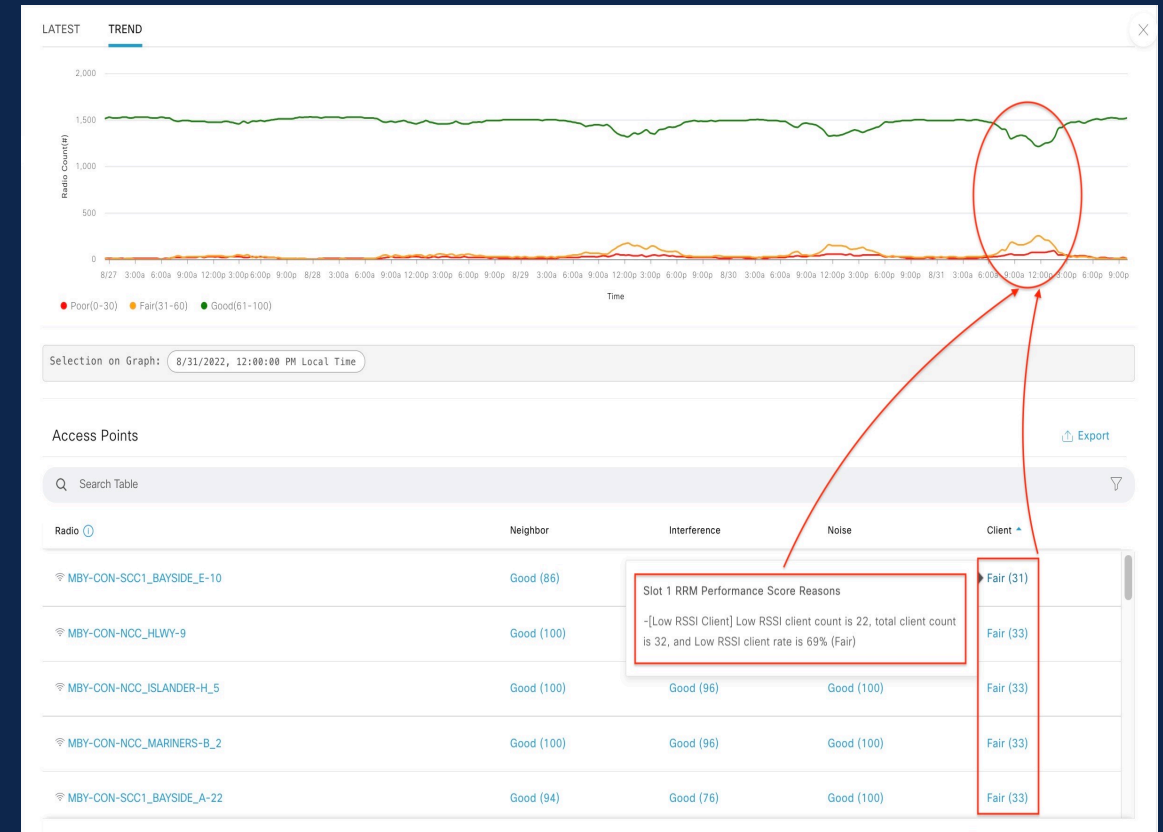 LATEST TREND
2,000
1,500
1,000
500
0
Radio Count(#)
8/27 3:00a 6:00a 9:00a 12:00p 3:00p 6:00p 9:00p 8/28 3:00a 6:00a 9:00a 12:00p 3:00p 6:00p 9:00p 8/29 3:00a 6:00a 9:00a 12:00p 3:00p 6:00p 9:00p 8/30 3:00a 6:00a 9:00a 12:00p 3:00p 6:00p 9:00p 8/31 3:00a 6:00a 9:00a 12:00p 3:00p 6:00p 9:00p
Time
Poor(0-30) Fair(31-60) Good(61-100)
Selection on Graph: 8/31/2022, 12:00:00 PM Local Time
Access Points Export
Search Table
Radio Neighbor Interference Noise Client
MBY-CON-SCC1_BAYSIDE_E-10 Good (86) Fair (31)
Slot 1 RRM Performance Score Reasons
-[Low RSSI Client] Low RSSI client count is 22, total client count
is 32, and Low RSSI client rate is 69% (Fair)
MBY-CON-NCC_HLWY-9 Good (100) Fair (33)
MBY-CON-NCC_ISLANDER-H_5 Good (100) Good (96) Good (100) Fair (33)
MBY-CON-NCC_MARINERS-B_2 Good (100) Good (96) Good (100) Fair (33)
MBY-CON-SCC1_BAYSIDE_A-22 Good (94) Good (76) Good (100) Fair (33)